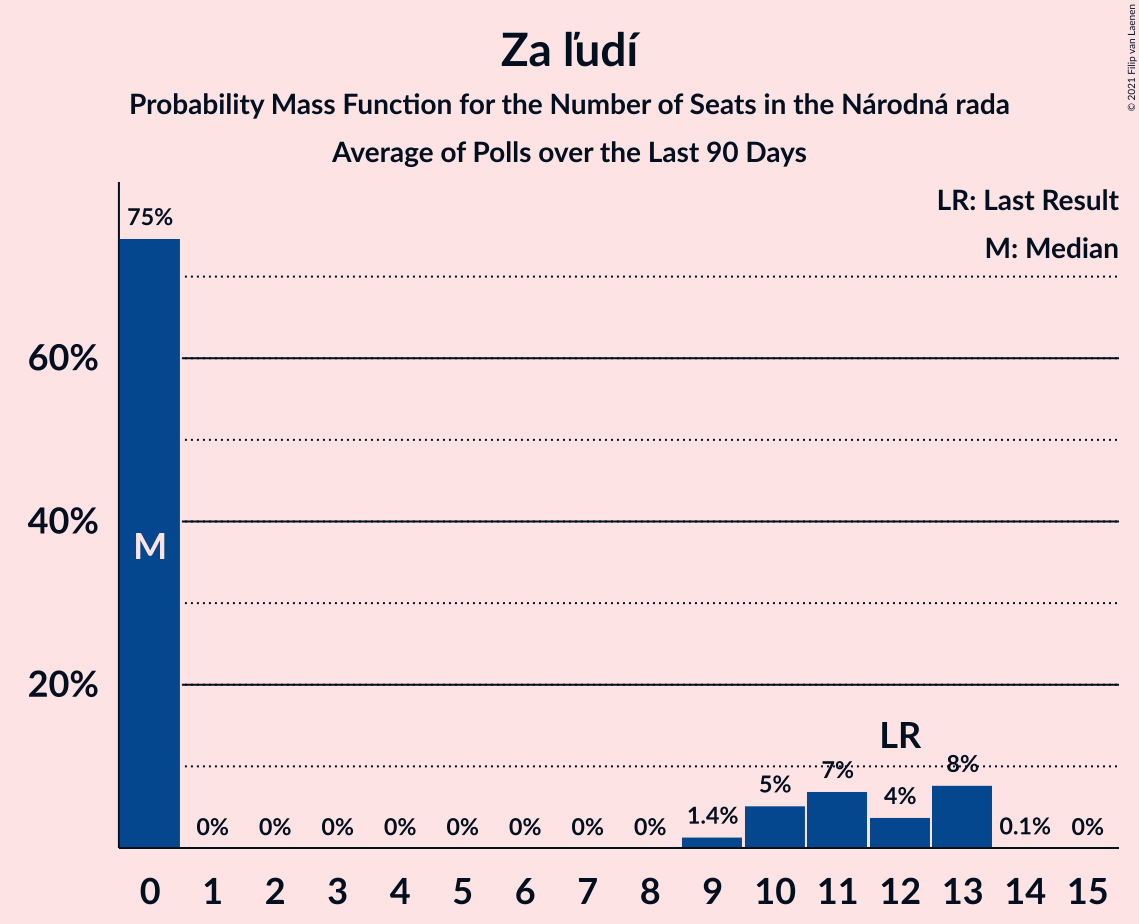 Za ľudí
Probability Mass Function for the Number of Seats in the Národná rada
Average of Polls over the Last 90 Days
© 2021 Filip van Laenen
LR: Last Result
M: Median
75%
60%
40%
20%
M
LR
0% 0% 0% 0% 0% 0% 0% 0% 1.4% 5% 7% 4% 8% 0.1% 0%
0 1 2 3 4 5 6 7 8 9 10 11 12 13 14 15